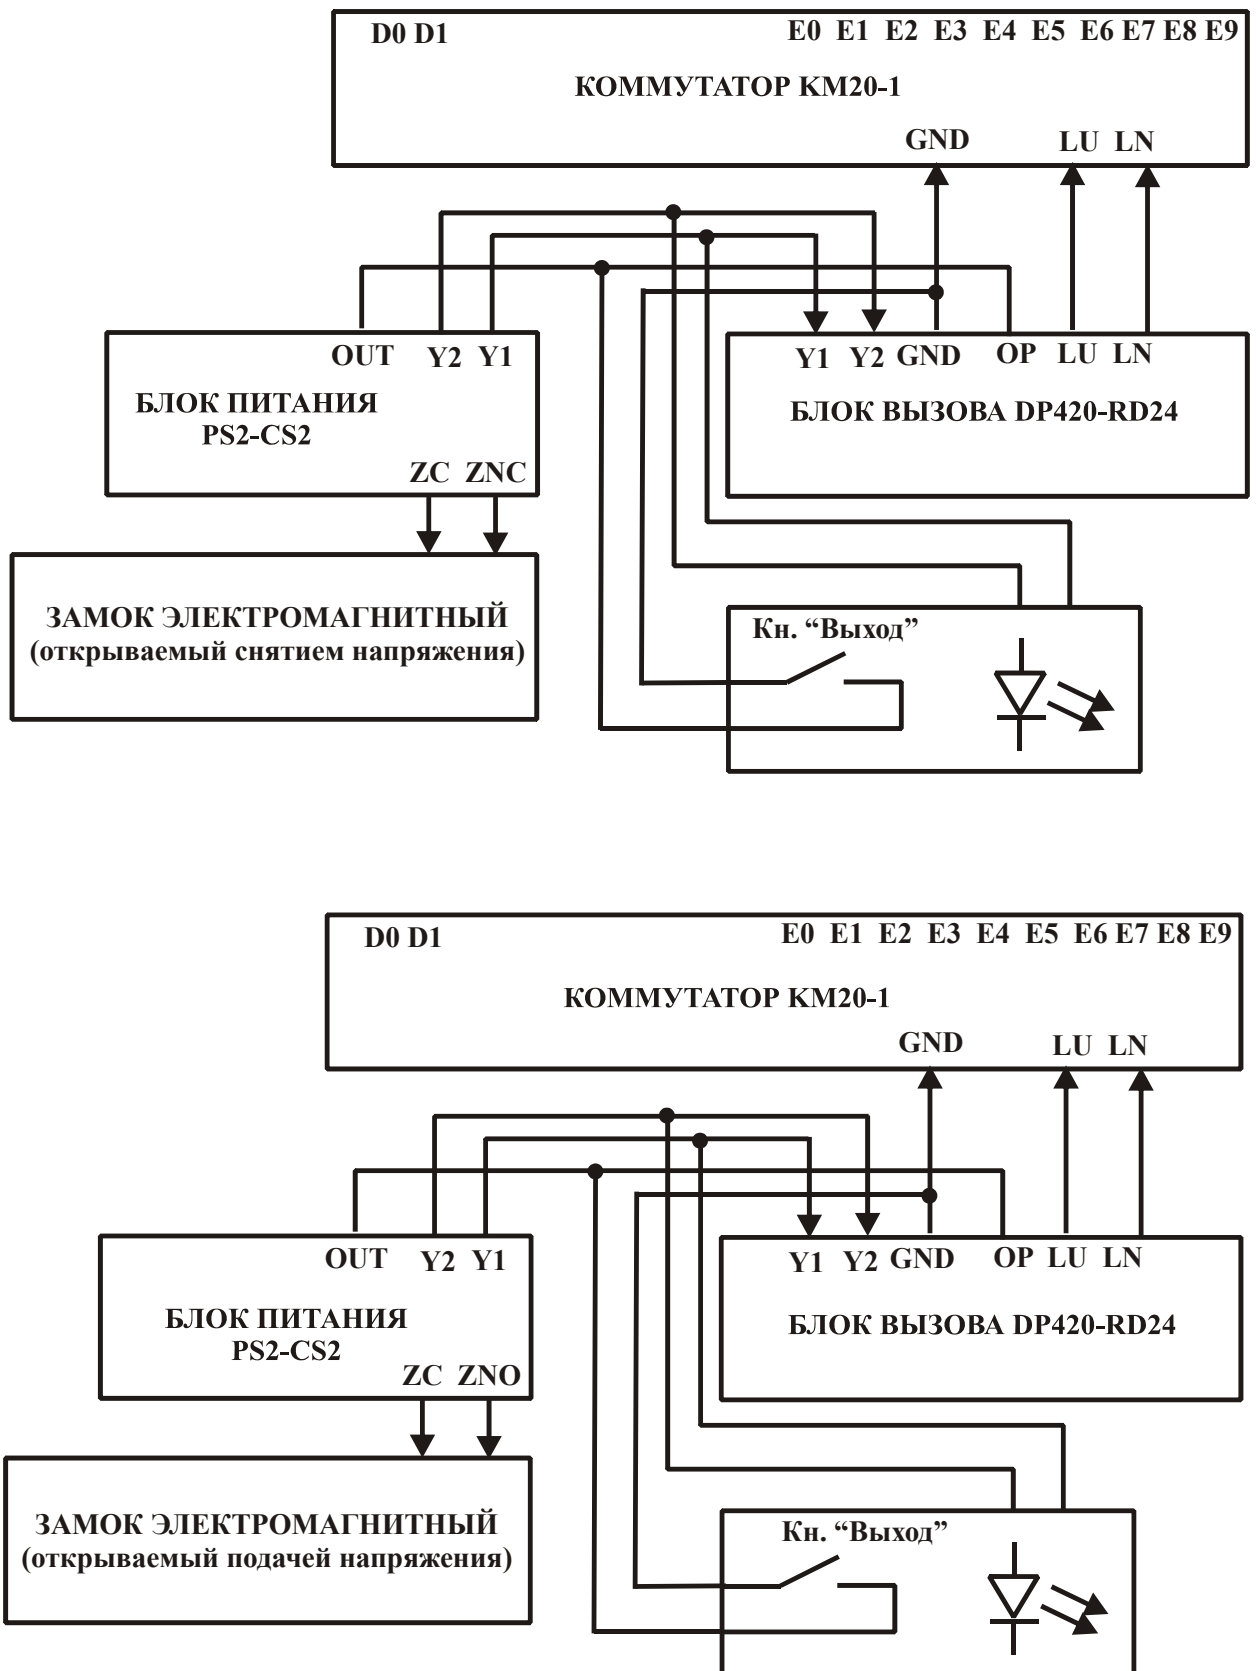 D0 D1 E0 E1 E2 E3 E4 E5 E6 E7 E8 E9
КОММУТАТОР КМ20-1
GND LU LN
OUT Y2 Y1
Y1 Y2 GND OP LU LN
БЛОК ПИТАНИЯ
PS2-CS2
БЛОК ВЫЗОВА DP420-RD24
ZC ZNC
ЗАМОК ЭЛЕКТРОМАГНИТНЫЙ
(открываемый снятием напряжения)
Кн. “Выход”
D0 D1 E0 E1 E2 E3 E4 E5 E6 E7 E8 E9
КОММУТАТОР КМ20-1
GND LU LN
OUT Y2 Y1
Y1 Y2 GND OP LU LN
БЛОК ПИТАНИЯ
PS2-CS2
БЛОК ВЫЗОВА DP420-RD24
ZC ZNO
ЗАМОК ЭЛЕКТРОМАГНИТНЫЙ
(открываемый подачей напряжения)
Кн. “Выход”